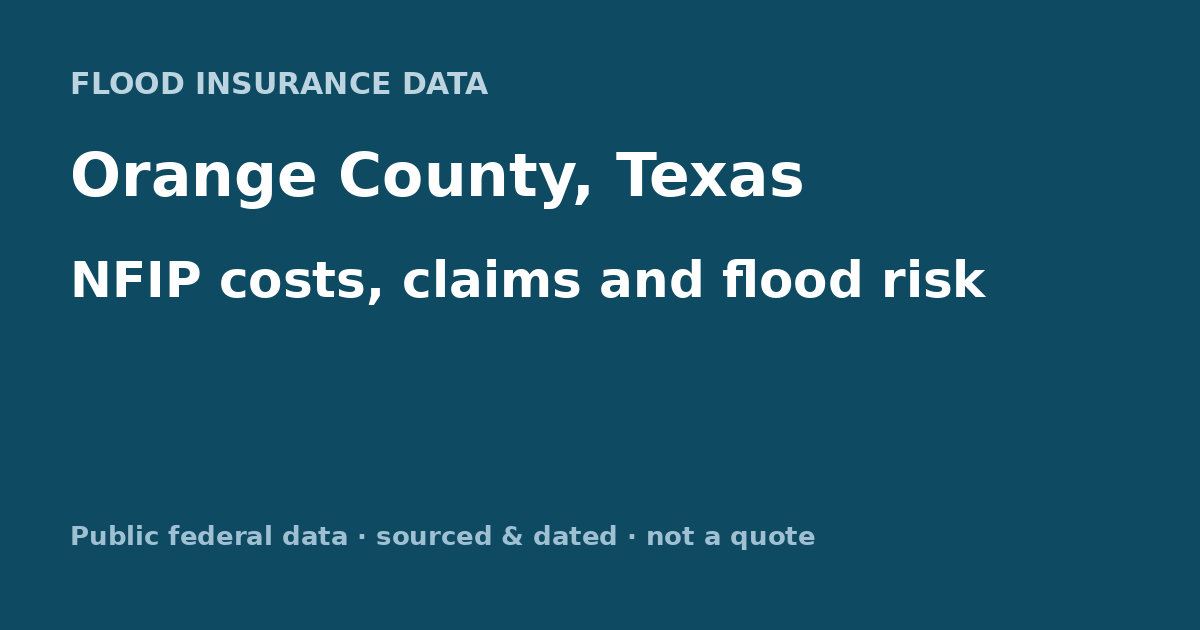 FLOOD INSURANCE DATA
Orange County, Texas
NFIP costs, claims and flood risk
Public federal data · sourced & dated · not a quote